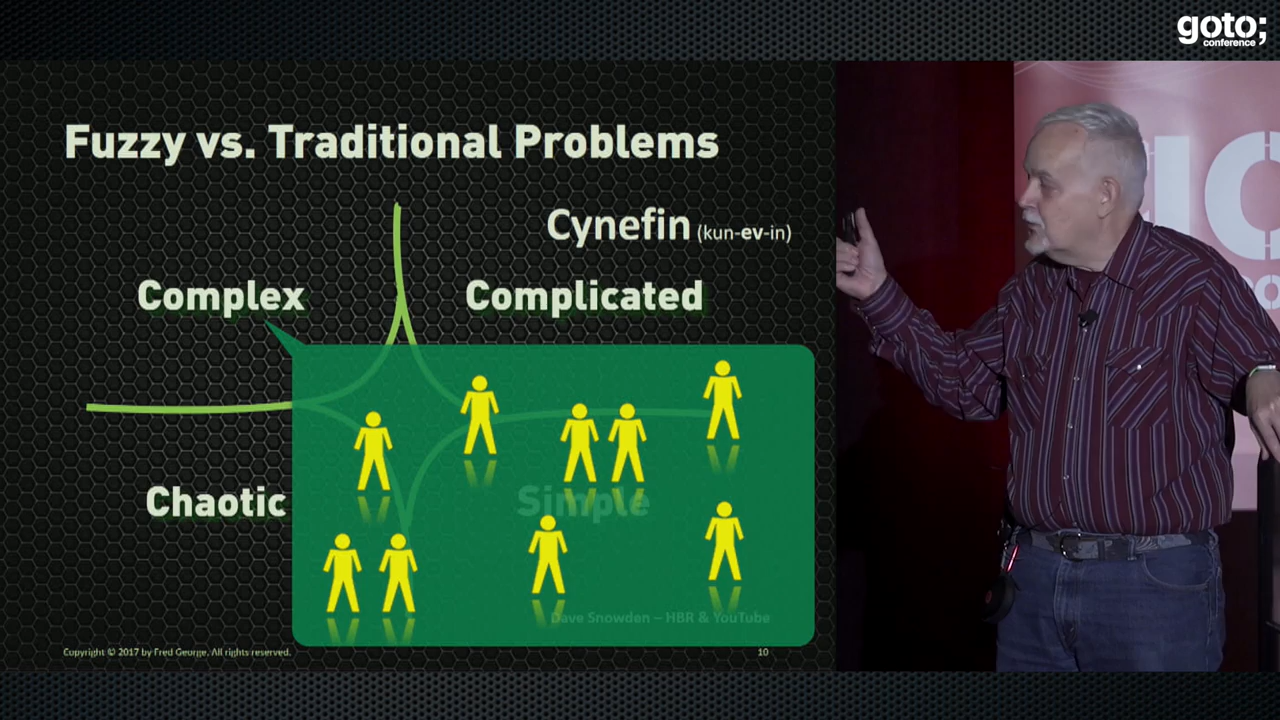 goto;
conference
Fuzzy vs. Traditional Problems
Cynefin (kun-ev-in)
Complex
Complicated
Chaotic
Simple
Dave Snowden – HBR & YouTube
Copyright © 2017 by Fred George. All rights reserved.
10